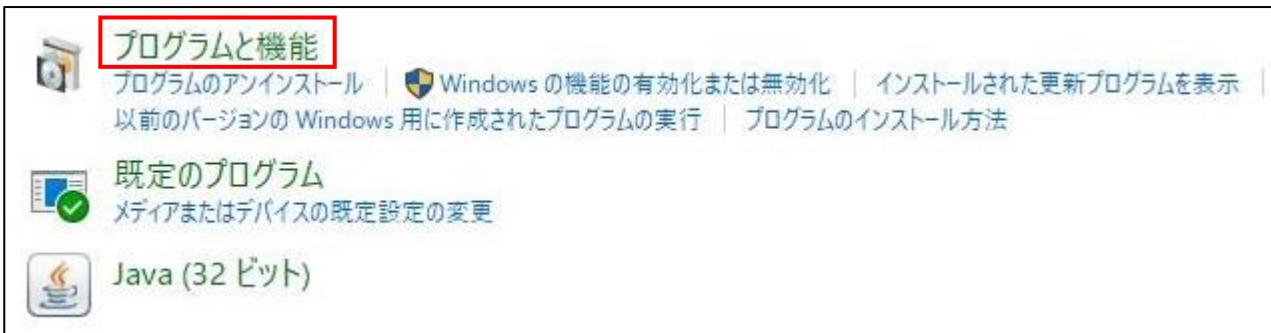 プログラムと機能
プログラムのアンインストール | Windows の機能の有効化または無効化 | インストールされた更新プログラムを表示 |
以前のバージョンの Windows 用に作成されたプログラムの実行 | プログラムのインストール方法
既定のプログラム
メディアまたはデバイスの既定設定の変更
Java (32 ビット)